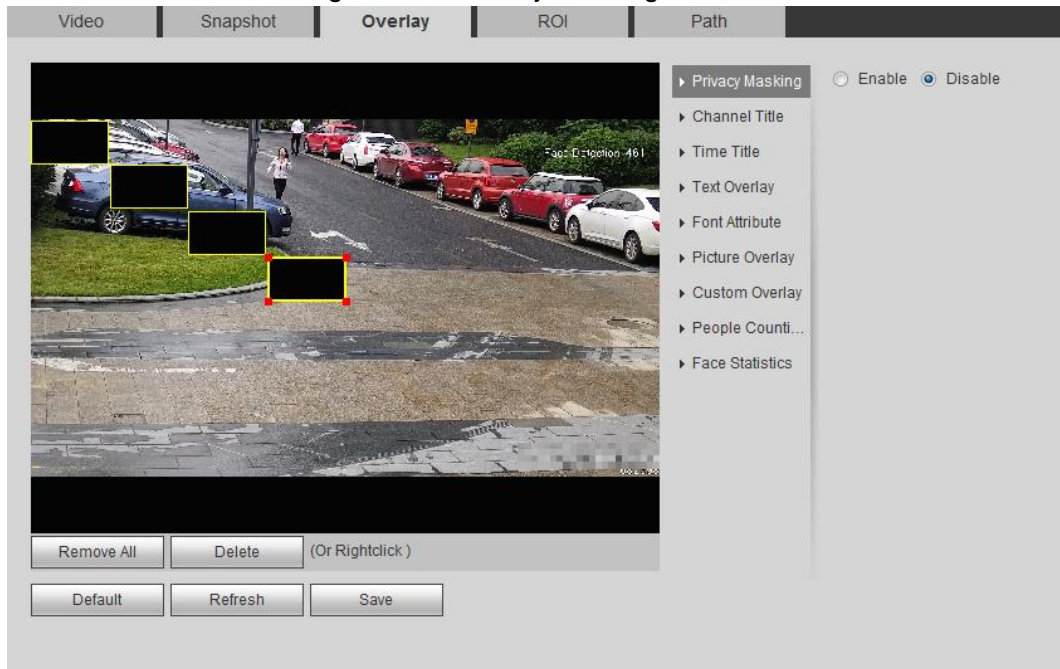 Video Snapshot Overlay ROI Path
Privacy Masking Enable Disable
Channel Title
Time Title
Text Overlay
Font Attribute
Picture Overlay
Custom Overlay
People Counti...
Face Statistics
Face Detection 461
Remove All Delete (Or Rightclick )
Default Refresh Save